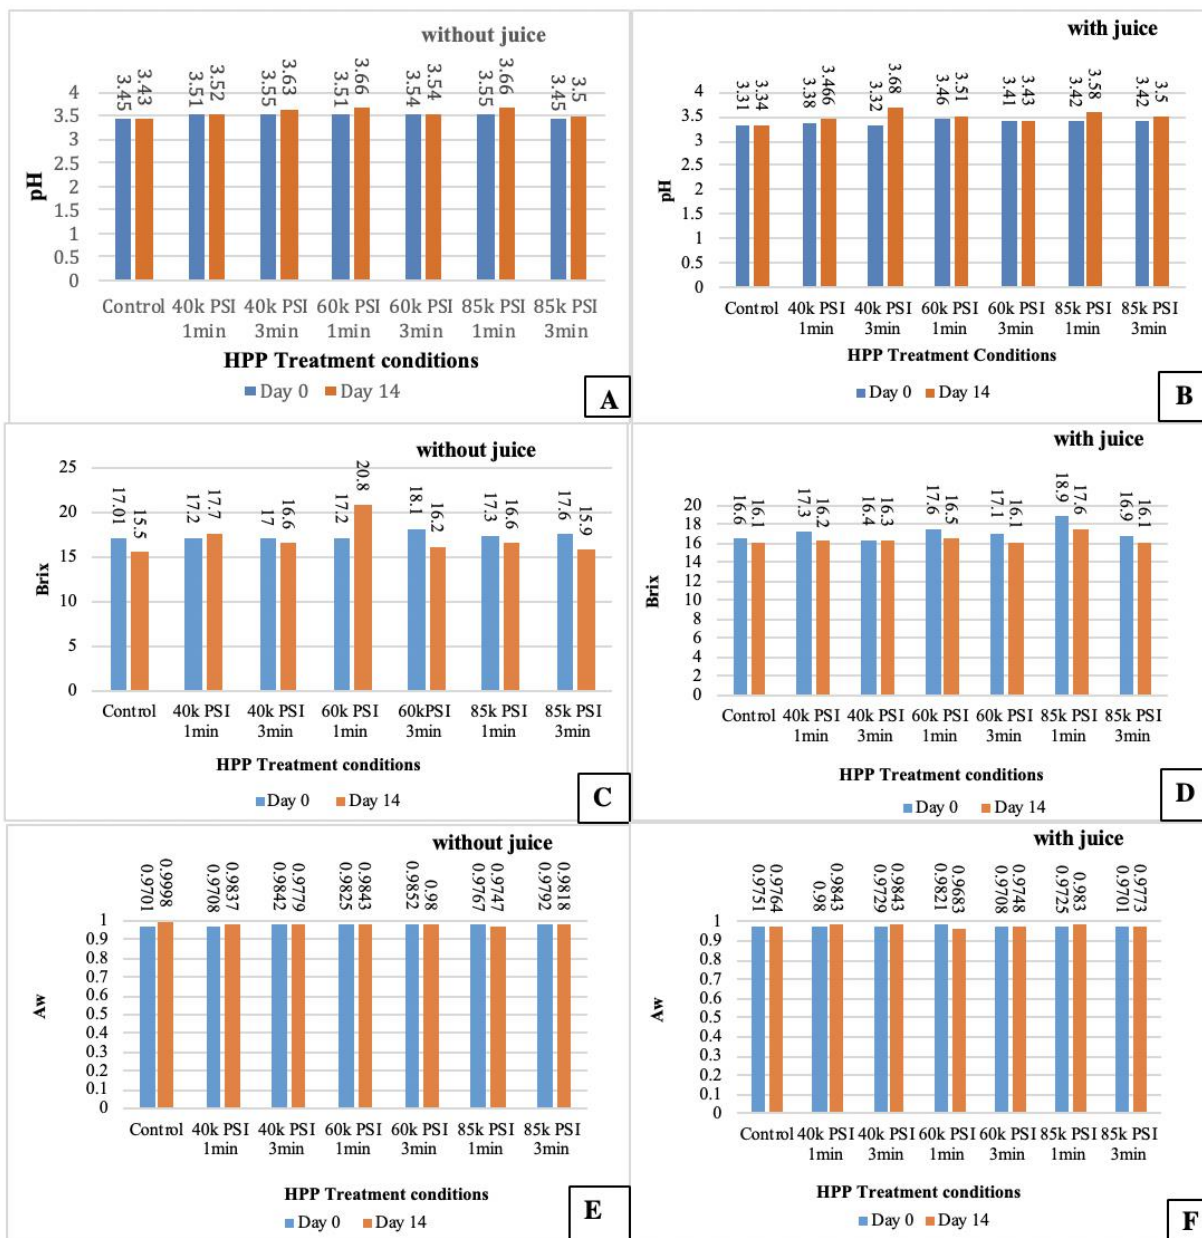 without juice
3.45 3.43 3.51 3.52 3.55 3.63 3.51 3.66 3.54 3.54 3.55 3.66 3.45 3.5
4
3.5
3
2.5
2
1.5
1
0.5
0
pH
Control 40k PSI 40k PSI 60k PSI 60k PSI 85k PSI 85k PSI
1min 3min 1min 3min 1min 3min
HPP Treatment conditions
Day 0 Day 14
A
with juice
3.31 3.34 3.38 3.466 3.32 3.68 3.46 3.51 3.41 3.43 3.42 3.58 3.42 3.5
4
3.5
3
2.5
2
1.5
1
0.5
0
pH
Control 40k PSI 40k PSI 60k PSI 60k PSI 85k PSI 85k PSI
1min 3min 1min 3min 1min 3min
HPP Treatment Conditions
Day 0 Day 14
B
without juice
17.01 15.5 17.2 17.7 17 16.6 17.2 20.8 18.1 16.2 17.3 16.6 17.6 15.9
25
20
15
10
5
0
Brix
Control 40k PSI 40k PSI 60k PSI 60kPSI 85k PSI 85k PSI
1min 3min 1min 3min 1min 3min
HPP Treatment conditions
Day 0 Day 14
C
with juice
16.6 16.1 17.3 16.2 16.4 16.3 17.6 16.5 17.1 16.1 18.9 17.6 16.9 16.1
20
18
16
14
12
10
8
6
4
2
0
Brix
Control 40k PSI 40k PSI 60k PSI 60k PSI 85k PSI 85k PSI
1min 3min 1min 3min 1min 3min
HPP Treatment conditions
Day 0 Day 14
D
without juice
0.9701 0.9998 0.9708 0.9837 0.9842 0.9779 0.9825 0.9843 0.9852 0.98 0.9767 0.9747 0.9792 0.9818
1
0.9
0.8
0.7
0.6
0.5
0.4
0.3
0.2
0.1
0
Aw
Control 40k PSI 40k PSI 60k PSI 60k PSI 85k PSI 85k PSI
1min 3min 1min 3min 1min 3min
HPP Treatment conditions
Day 0 Day 14
E
with juice
0.9751 0.9764 0.98 0.9843 0.9729 0.9843 0.9821 0.9683 0.9708 0.9748 0.9725 0.983 0.9701 0.9773
1
0.9
0.8
0.7
0.6
0.5
0.4
0.3
0.2
0.1
0
Aw
Control 40k PSI 40k PSI 60k PSI 60k PSI 85k PSI 85k PSI
1min 3min 1min 3min 1min 3min
HPP Treatment conditions
Day 0 Day 14
F